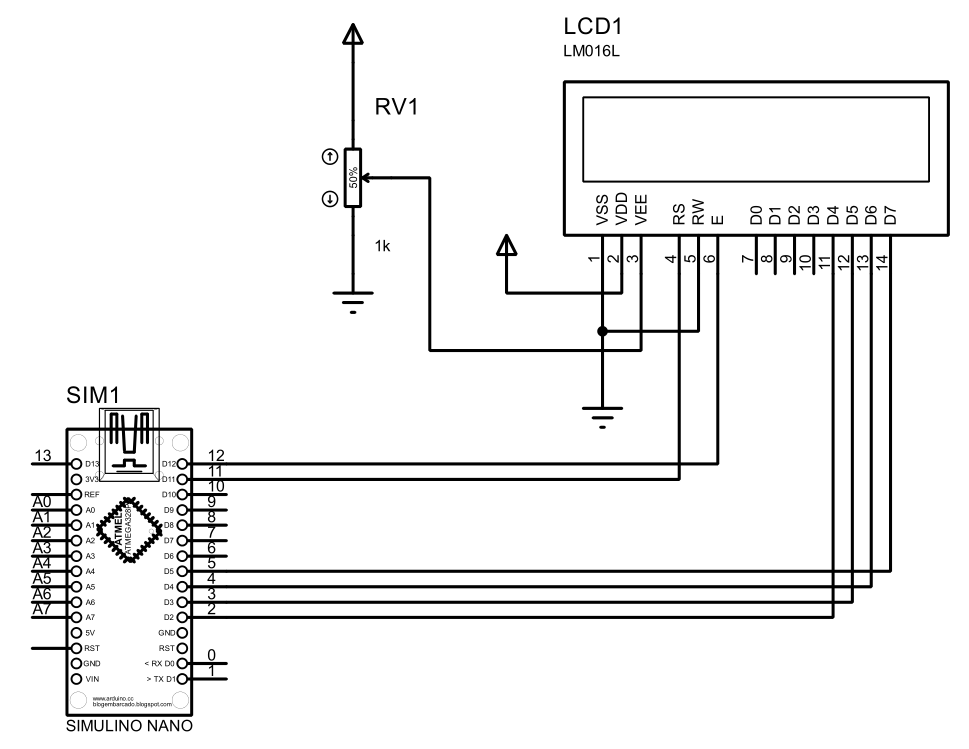 LCD1
LM016L
RV1
50%
1k
VSS VDD VEE RS RW E D0 D1 D2 D3 D4 D5 D6 D7
1 2 3 4 5 6 7 8 9 10 11 12 13 14
SIM1
13 D13 D12 12
3V3 D11 11
REF D10 10
A0 A0 D9 9
A1 A1 D8 8
A2 A2 D7 7
A3 A3 D6 6
A4 A4 D5 5
A5 A5 D4 4
A6 A6 D3 3
A7 A7 D2 2
5V GND
RST RST
GND < RX D0 0
VIN > TX D1 1
ATMEL
ATMEGA328P
www.arduino.cc
blogembarcado.blogspot.com
SIMULINO NANO